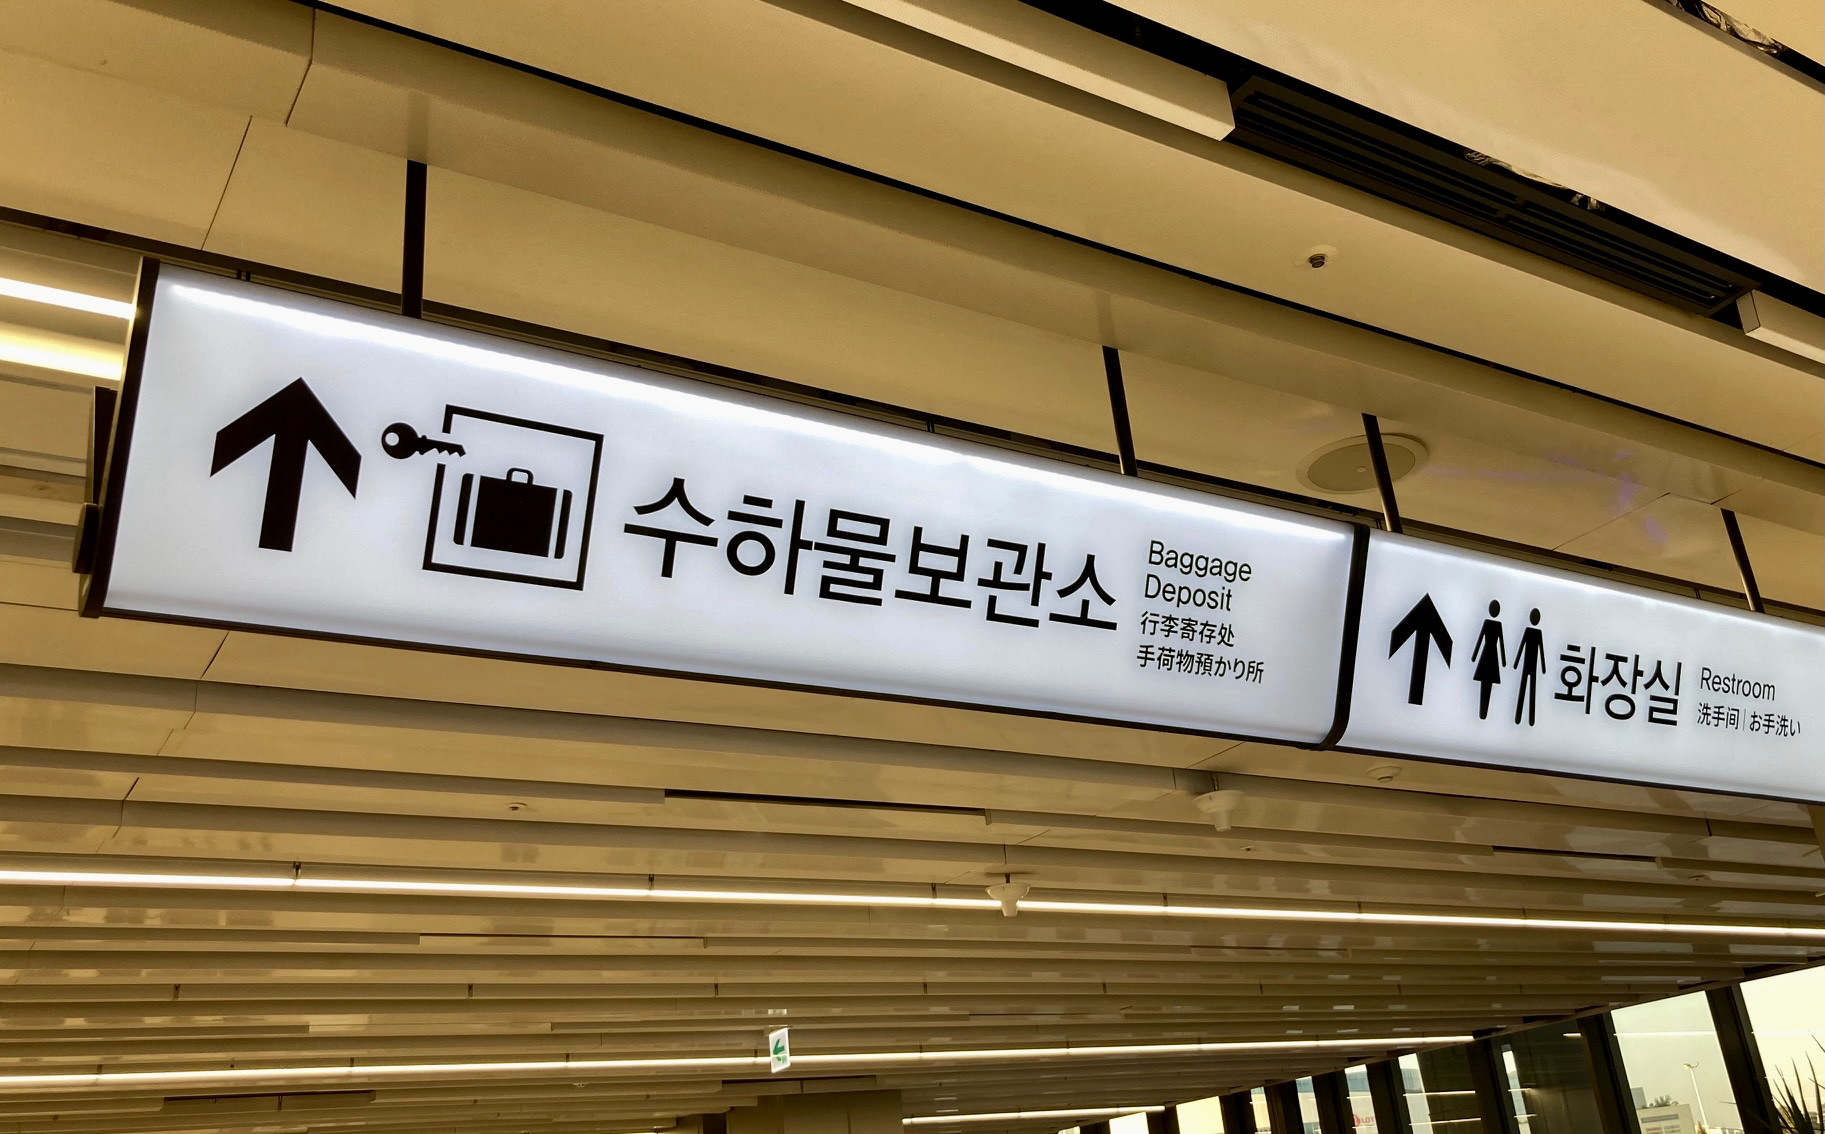 수하물보관소
Baggage
Deposit
行李寄存处
手荷物預かり所
화장실
Restroom
洗手间 | お手洗い